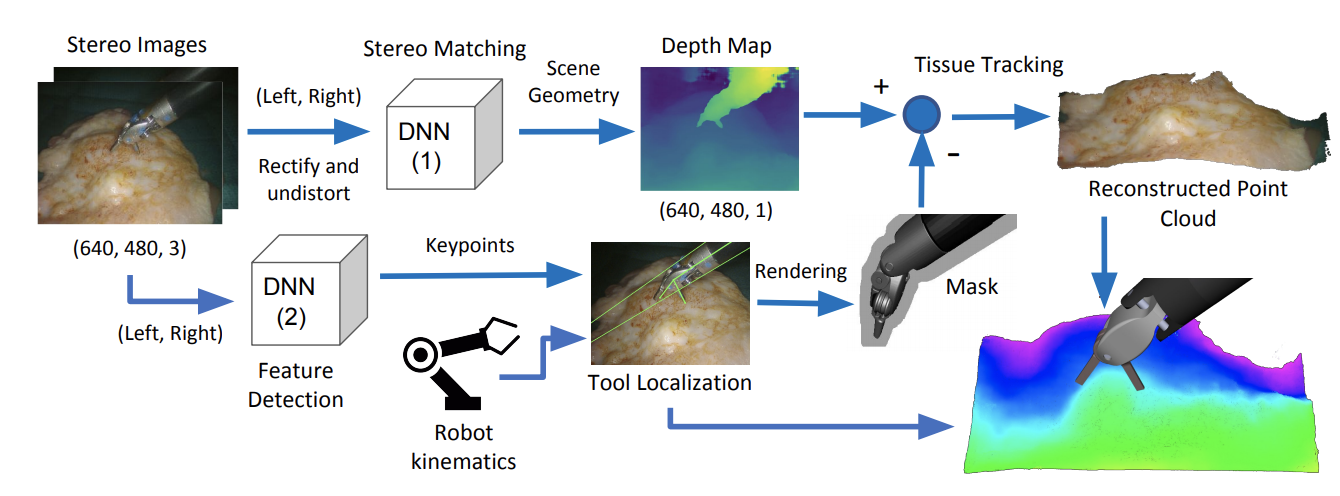 Stereo Images
(Left, Right)
Rectify and
undistort
Stereo Matching
DNN
(1)
Scene
Geometry
Depth Map
(640, 480, 1)
+
-
Tissue Tracking
Reconstructed Point
Cloud
(640, 480, 3)
(Left, Right)
DNN
(2)
Feature
Detection
Keypoints
Robot
kinematics
Tool Localization
Rendering
Mask